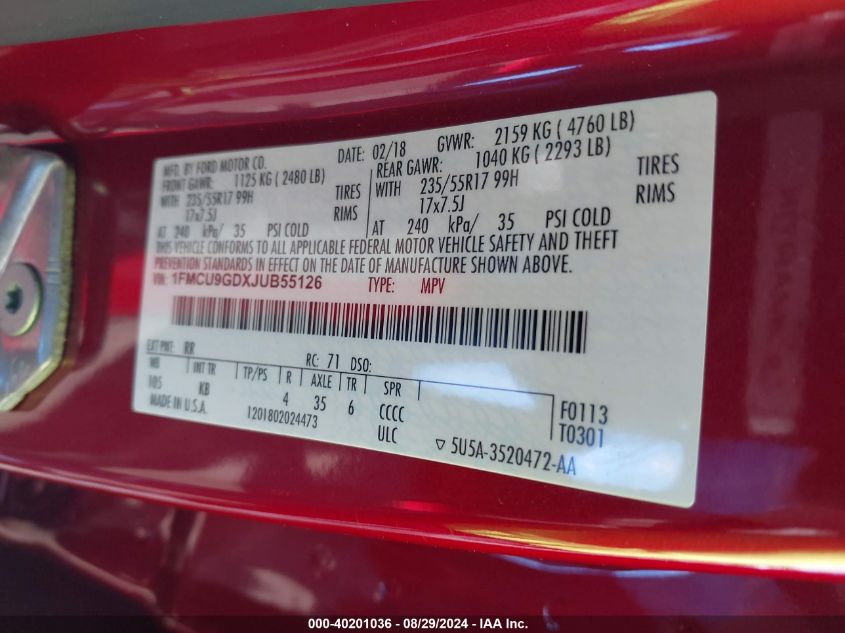 MFD. BY FORD MOTOR CO. DATE: 02/18 GVWR: 2159 KG ( 4760 LB)
FRONT GAWR: 1125 KG ( 2480 LB) REAR GAWR: 1040 KG ( 2293 LB)
WITH 235/55R17 99H TIRES WITH 235/55R17 99H TIRES
17x7.5J RIMS 17x7.5J RIMS
AT 240 kPa/ 35 PSI COLD AT 240 kPa/ 35 PSI COLD
THIS VEHICLE CONFORMS TO ALL APPLICABLE FEDERAL MOTOR VEHICLE SAFETY AND THEFT
PREVENTION STANDARDS IN EFFECT ON THE DATE OF MANUFACTURE SHOWN ABOVE.
VIN: 1FMCU9GDXJUB55126 TYPE: MPV
EXT PNT: RR RC: 71 DSO:
WB INT TR TP/PS R AXLE TR SPR
105 KB 4 35 6 CCCC F0113
MADE IN U.S.A. 1201802024473 ULC T0301
▽ 5U5A-3520472-AA
000-40201036 - 08/29/2024 - IAA Inc.